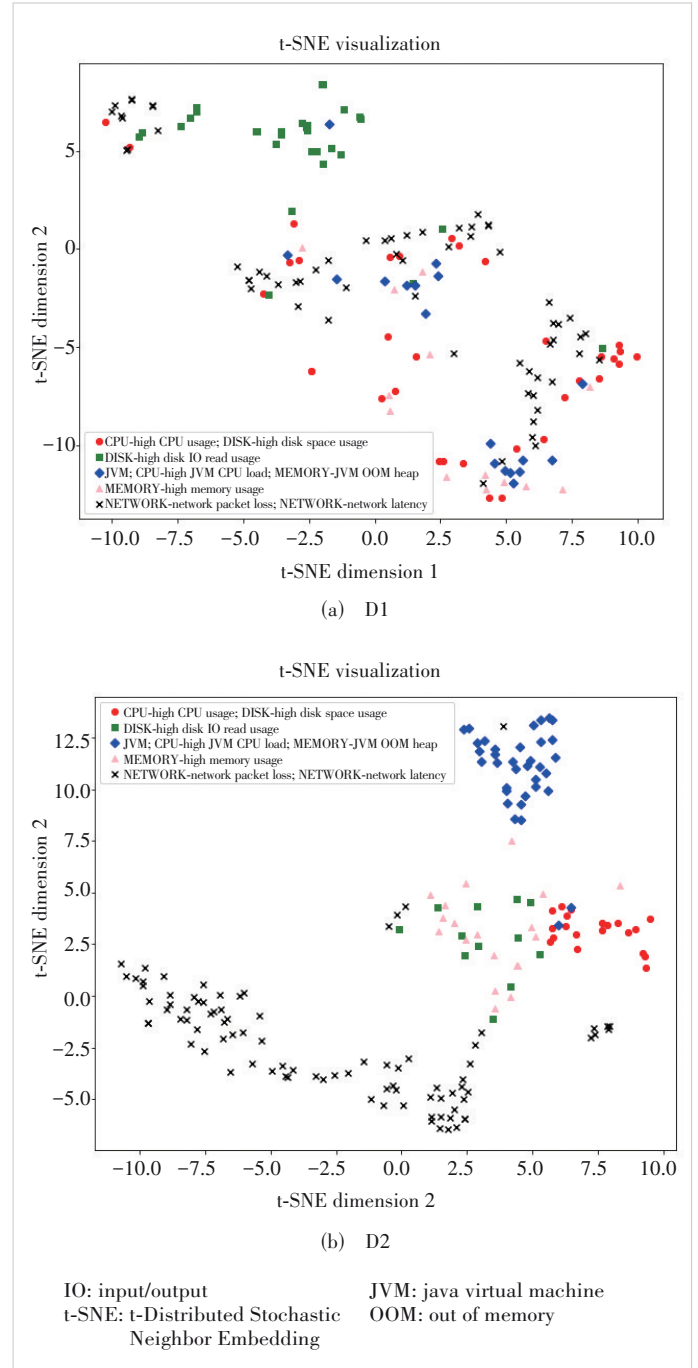 t-SNE visualization
5
0
−5
−10
t-SNE dimension 2
CPU-high CPU usage; DISK-high disk space usage
DISK-high disk IO read usage
JVM; CPU-high JVM CPU load; MEMORY-JVM OOM heap
MEMORY-high memory usage
NETWORK-network packet loss; NETWORK-network latency
−10.0 −7.5 −5.0 −2.5 0.0 2.5 5.0 7.5 10.0
t-SNE dimension 1
(a) D1
t-SNE visualization
CPU-high CPU usage; DISK-high disk space usage
DISK-high disk IO read usage
JVM; CPU-high JVM CPU load; MEMORY-JVM OOM heap
MEMORY-high memory usage
NETWORK-network packet loss; NETWORK-network latency
12.5
10.0
7.5
5.0
2.5
0.0
−2.5
−5.0
t-SNE dimension 2
−10.0 −7.5 −5.0 −2.5 0.0 2.5 5.0 7.5 10.0
t-SNE dimension 2
(b) D2
IO: input/output JVM: java virtual machine
t-SNE: t-Distributed Stochastic OOM: out of memory
Neighbor Embedding